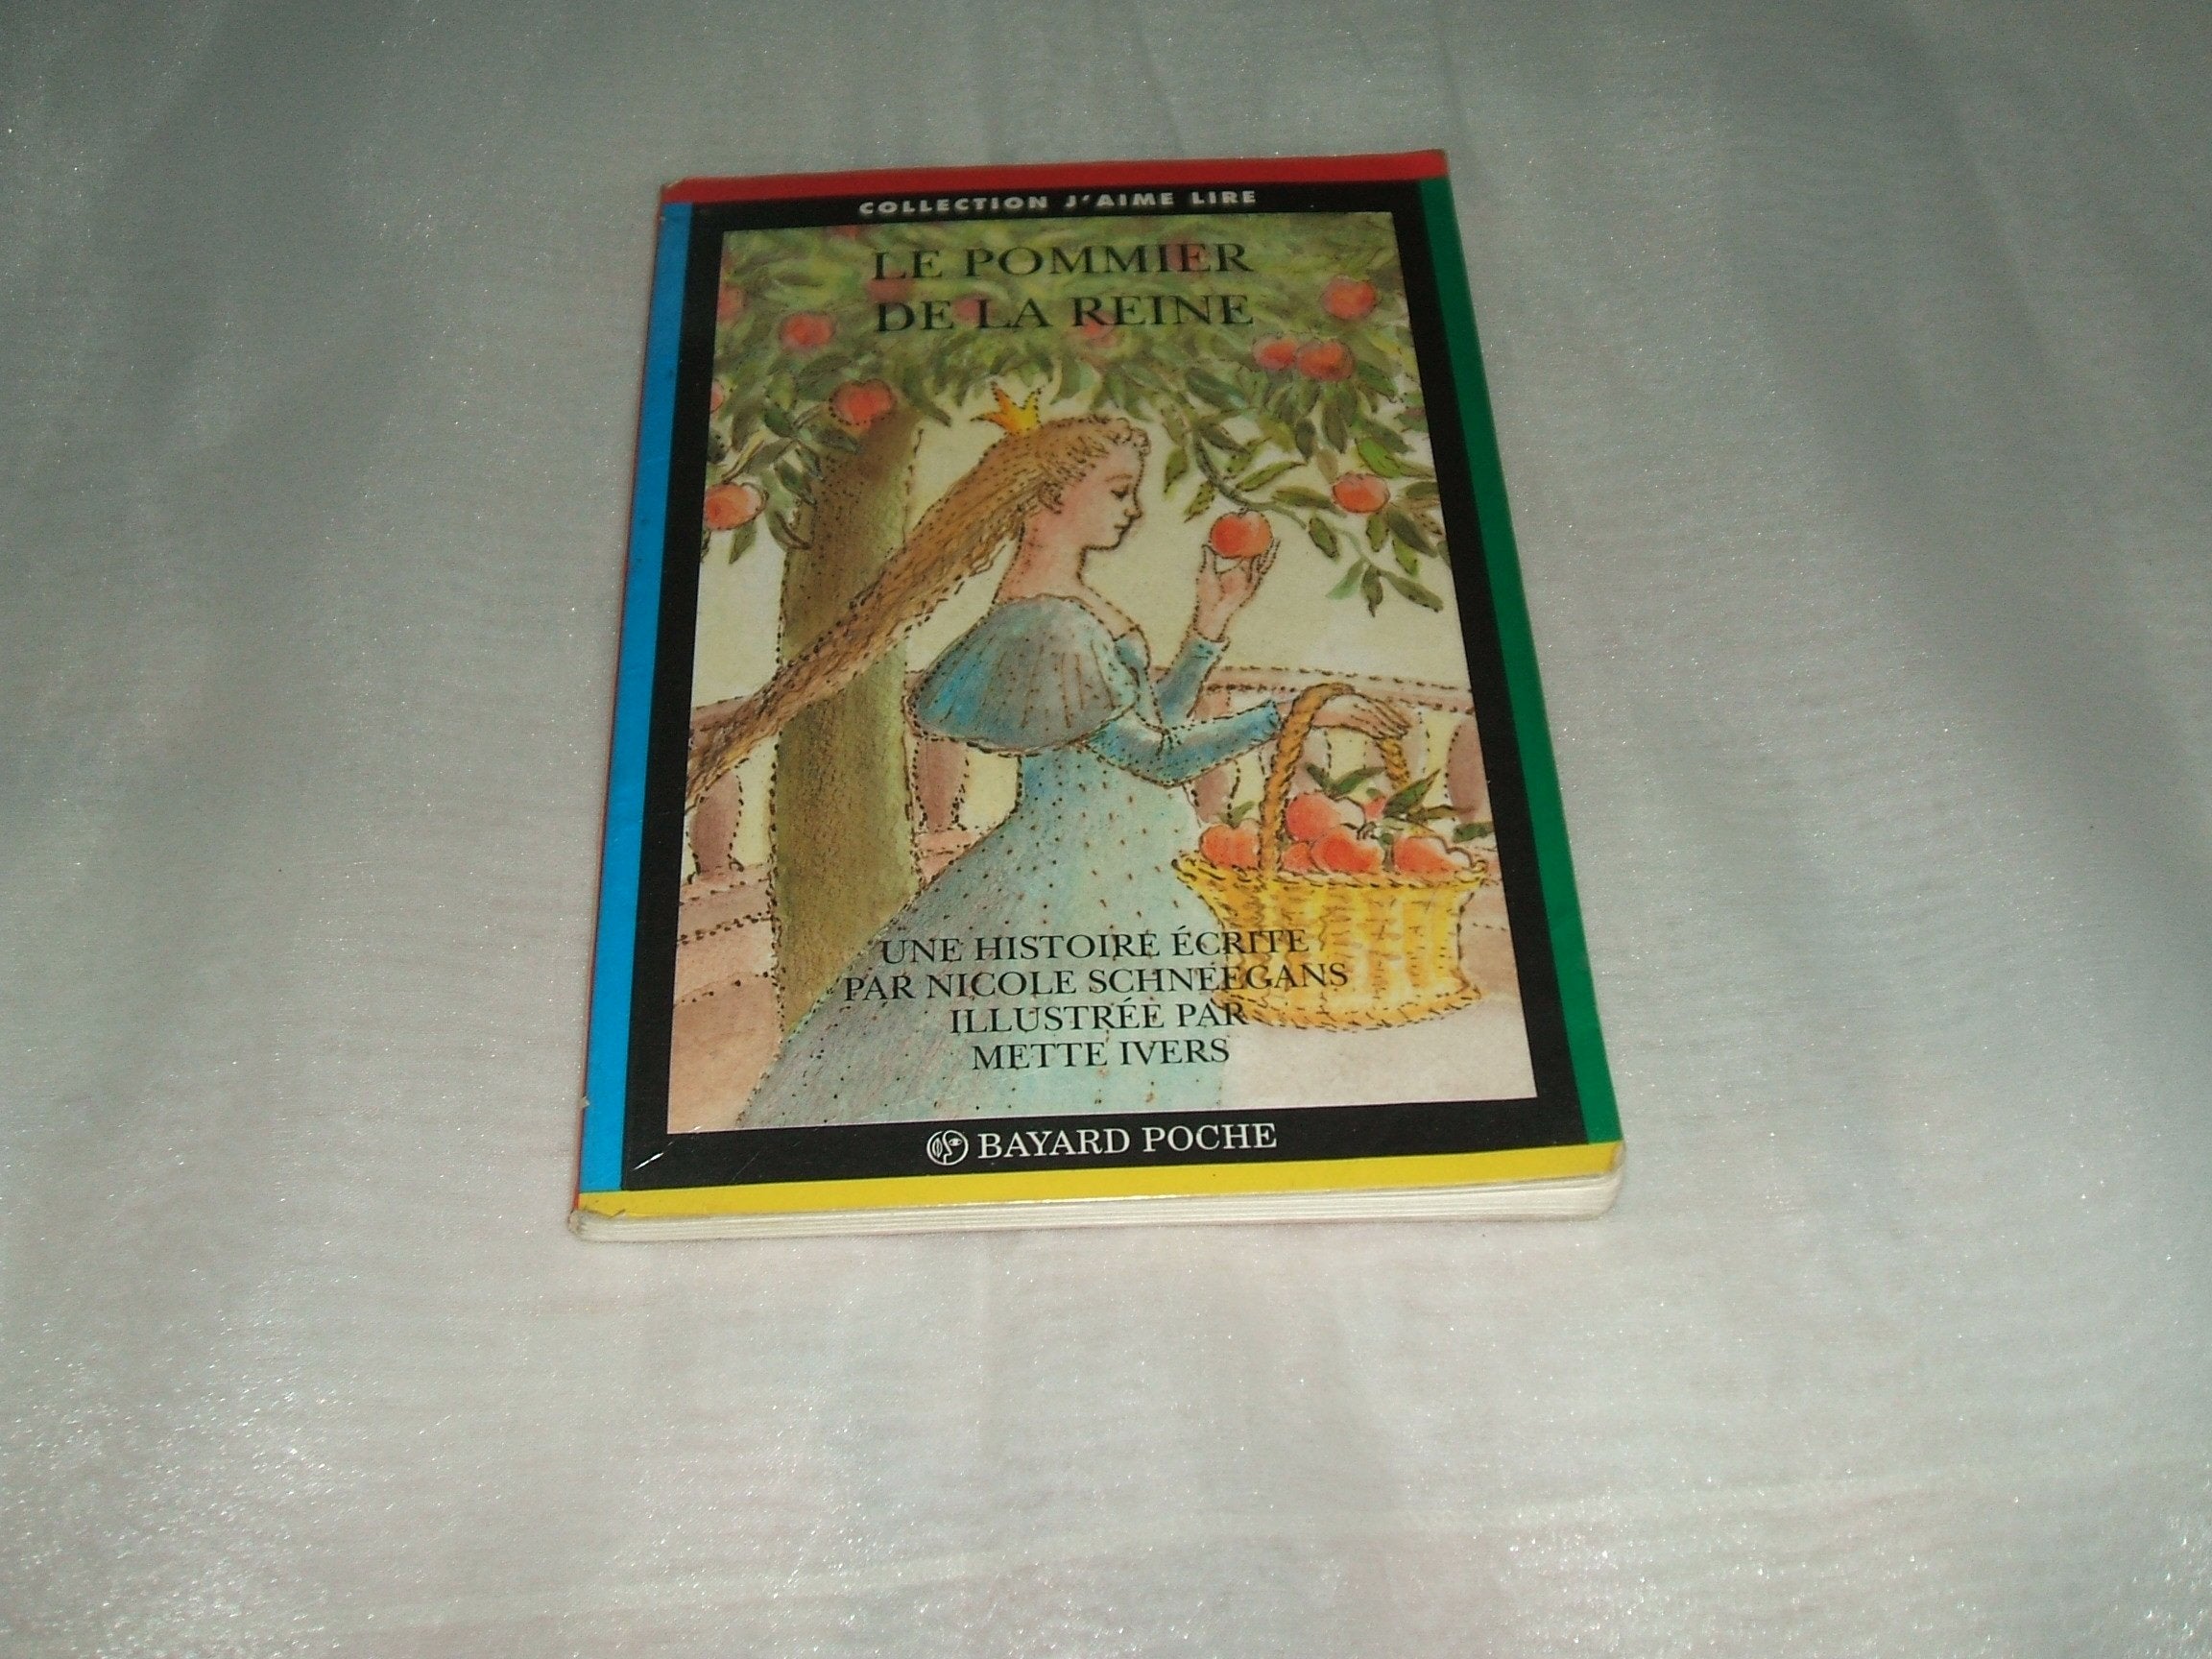 COLLECTION J'AIME LIRE
LE POMMIER
DE LA REINE
UNE HISTOIRE ÉCRITE
PAR NICOLE SCHNEEGANS
ILLUSTRÉE PAR
METTE IVERS
BAYARD POCHE